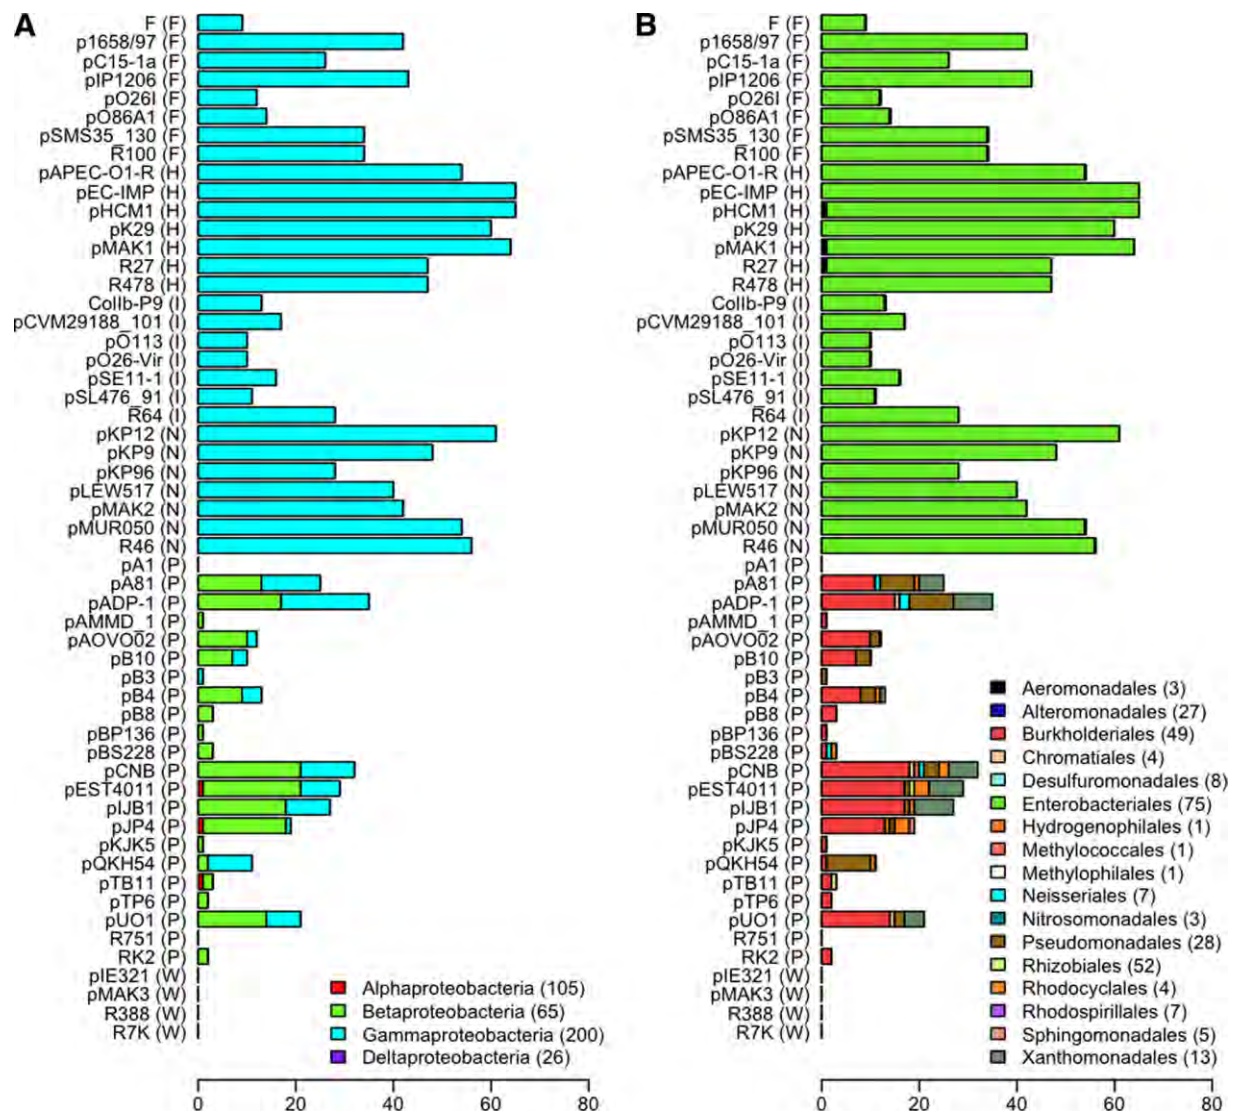 A
F (F)
p1658/97 (F)
pC15-1a (F)
pIP1206 (F)
pO26I (F)
pO86A1 (F)
pSMS35_130 (F)
R100 (F)
pAPEC-O1-R (H)
pEC-IMP (H)
pHCM1 (H)
pK29 (H)
pMAK1 (H)
R27 (H)
R478 (H)
ColIb-P9 (I)
pCVM29188_101 (I)
pO113 (I)
pO26-Vir (I)
pSE11-1 (I)
pSL476_91 (I)
R64 (I)
pKP12 (N)
pKP9 (N)
pKP96 (N)
pLEW517 (N)
pMAK2 (N)
pMUR050 (N)
R46 (N)
pA1 (P)
pA81 (P)
pADP-1 (P)
pAMMD_1 (P)
pAOVO02 (P)
pB10 (P)
pB3 (P)
pB4 (P)
pB8 (P)
pBP136 (P)
pBS228 (P)
pCNB (P)
pEST4011 (P)
pIJB1 (P)
pJP4 (P)
pKJK5 (P)
pQKH54 (P)
pTB11 (P)
pTP6 (P)
pUO1 (P)
R751 (P)
RK2 (P)
pIE321 (W)
pMAK3 (W)
R388 (W)
R7K (W)
Alphaproteobacteria (105)
Betaproteobacteria (65)
Gammaproteobacteria (200)
Deltaproteobacteria (26)
0 20 40 60 80
B
F (F)
p1658/97 (F)
pC15-1a (F)
pIP1206 (F)
pO26I (F)
pO86A1 (F)
pSMS35_130 (F)
R100 (F)
pAPEC-O1-R (H)
pEC-IMP (H)
pHCM1 (H)
pK29 (H)
pMAK1 (H)
R27 (H)
R478 (H)
ColIb-P9 (I)
pCVM29188_101 (I)
pO113 (I)
pO26-Vir (I)
pSE11-1 (I)
pSL476_91 (I)
R64 (I)
pKP12 (N)
pKP9 (N)
pKP96 (N)
pLEW517 (N)
pMAK2 (N)
pMUR050 (N)
R46 (N)
pA1 (P)
pA81 (P)
pADP-1 (P)
pAMMD_1 (P)
pAOVO02 (P)
pB10 (P)
pB3 (P)
pB4 (P)
pB8 (P)
pBP136 (P)
pBS228 (P)
pCNB (P)
pEST4011 (P)
pIJB1 (P)
pJP4 (P)
pKJK5 (P)
pQKH54 (P)
pTB11 (P)
pTP6 (P)
pUO1 (P)
R751 (P)
RK2 (P)
pIE321 (W)
pMAK3 (W)
R388 (W)
R7K (W)
Aeromonadales (3)
Alteromonadales (27)
Burkholderiales (49)
Chromatiales (4)
Desulfuromonadales (8)
Enterobacteriales (75)
Hydrogenophilales (1)
Methylococcales (1)
Methylophilales (1)
Neisseriales (7)
Nitrosomonadales (3)
Pseudomonadales (28)
Rhizobiales (52)
Rhodocyclales (4)
Rhodospirillales (7)
Sphingomonadales (5)
Xanthomonadales (13)
0 20 40 60 80